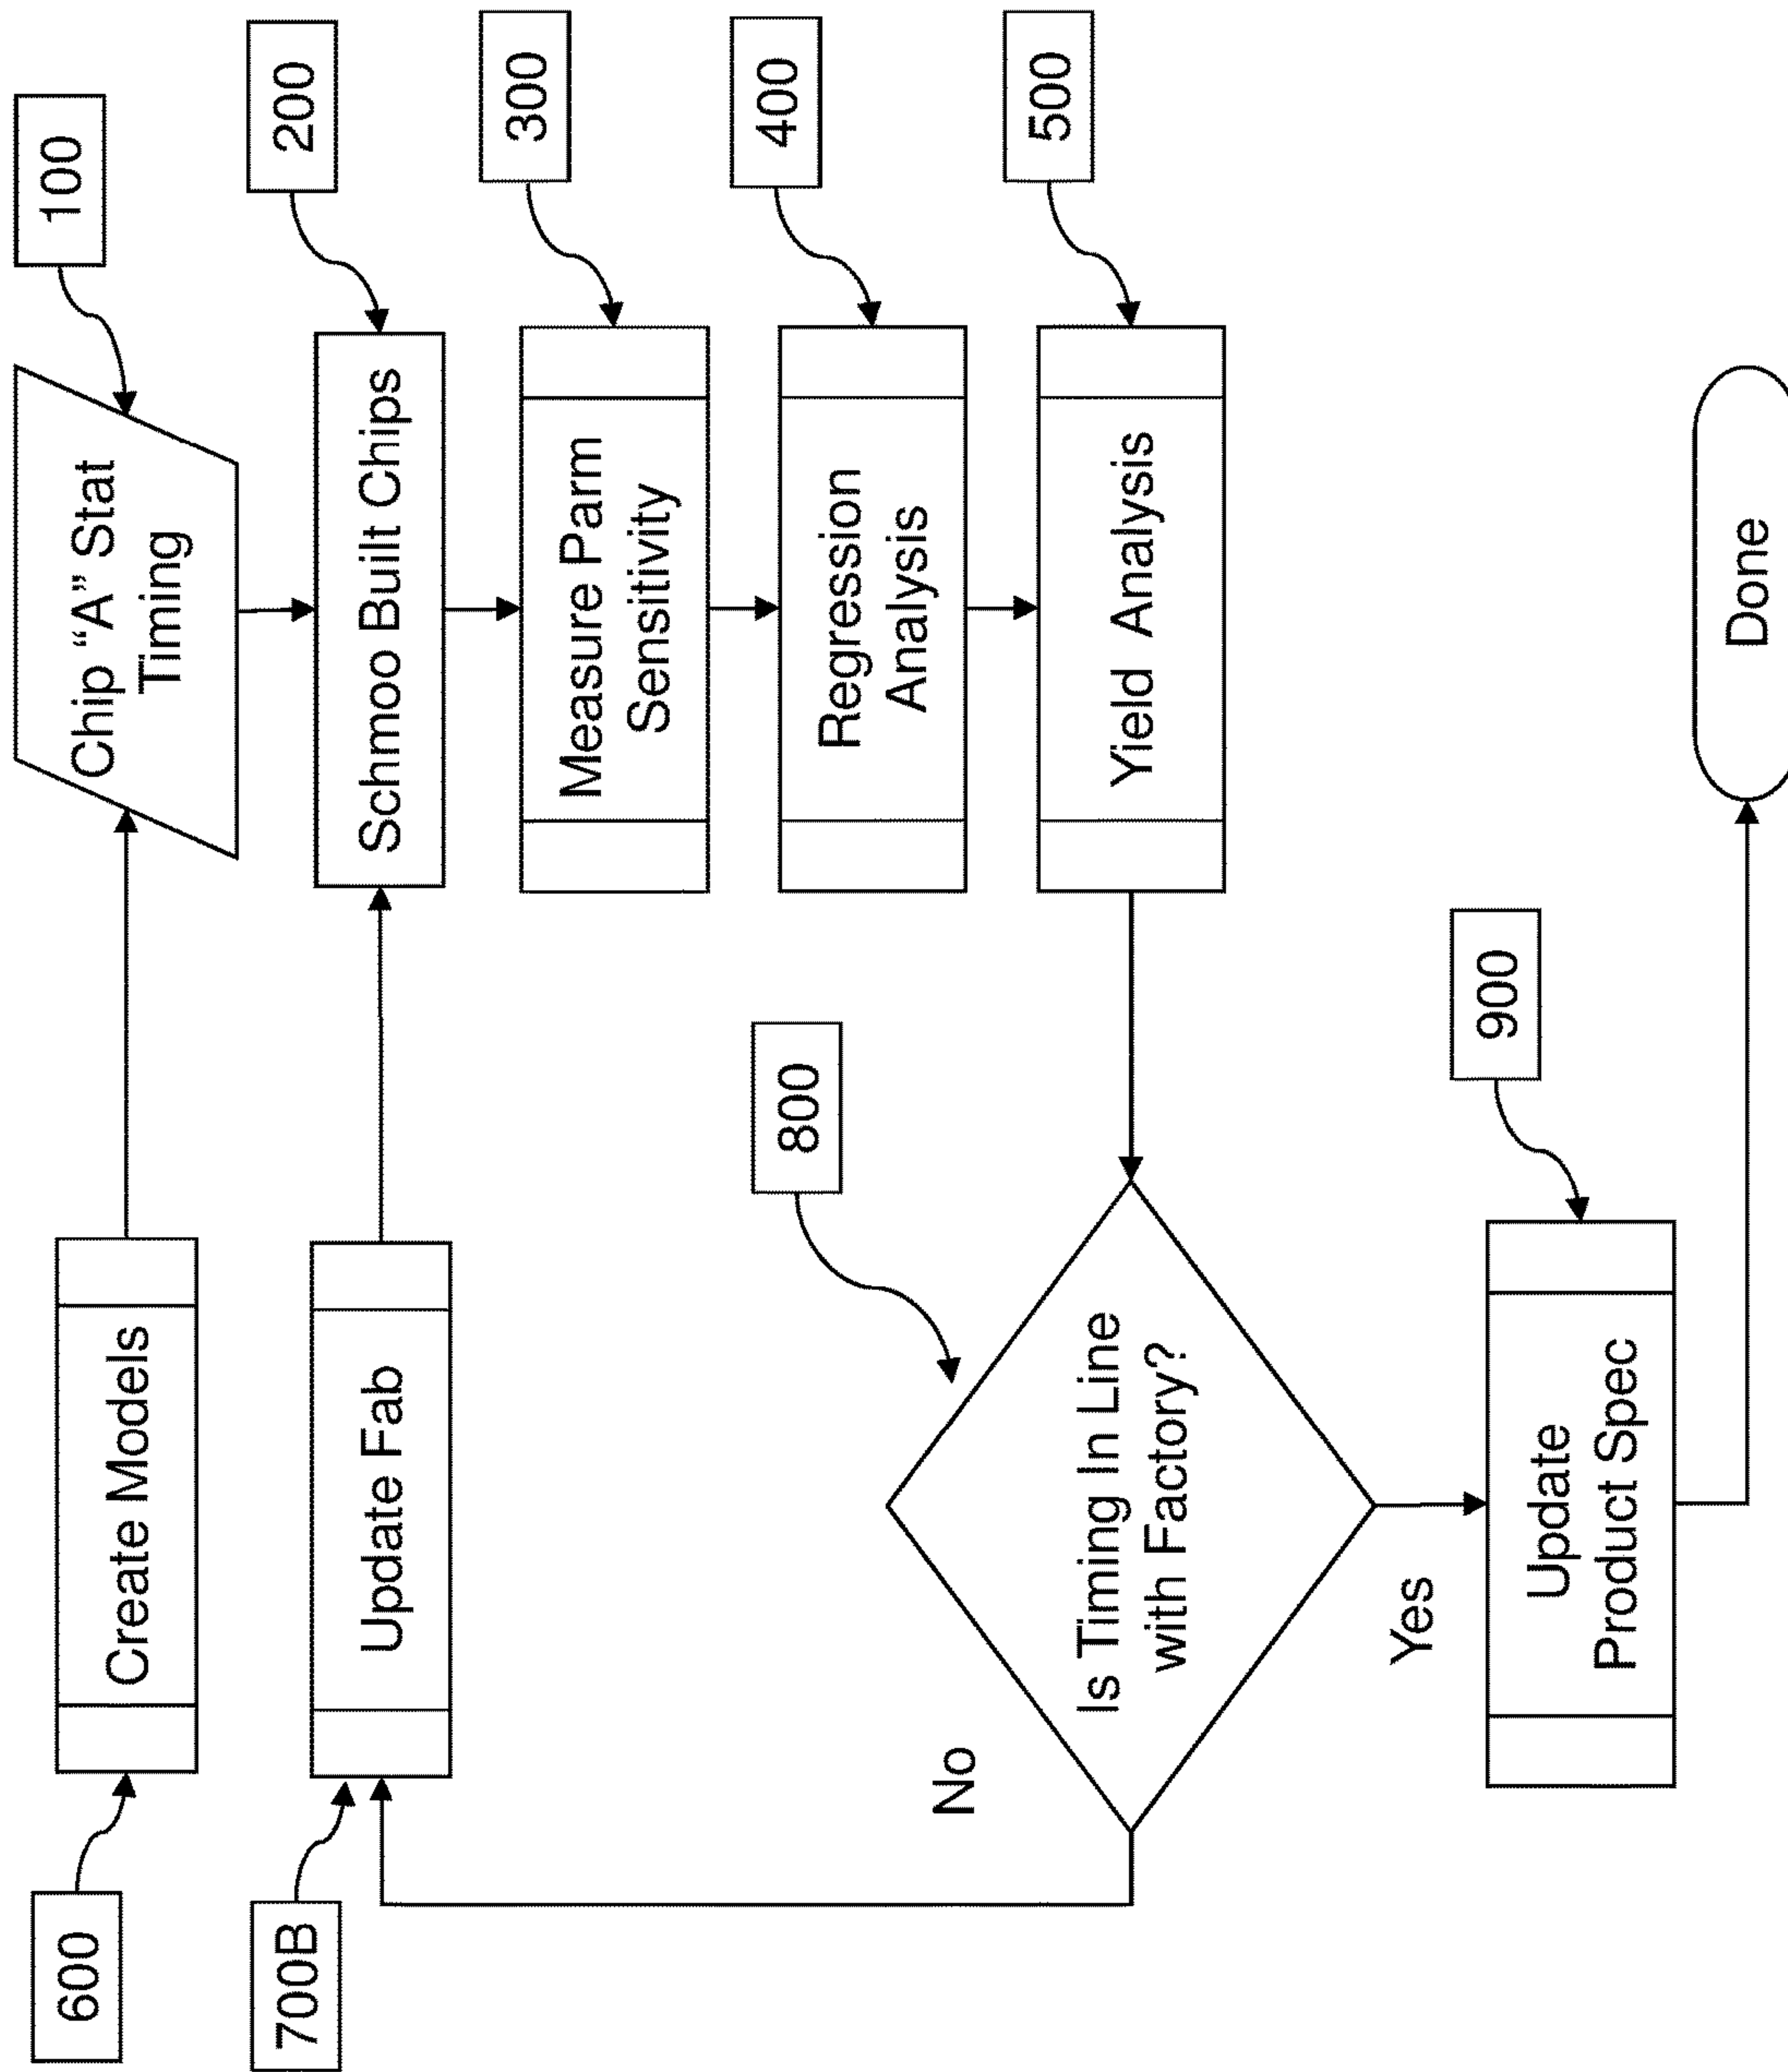 600
Create Models
Chip “A” Stat
Timing
100
700B
Update Fab
Schmoo Built Chips
200
Measure Parm
Sensitivity
300
Regression
Analysis
400
Yield Analysis
500
800
Is Timing In Line
with Factory?
No
Yes
Update
Product Spec
900
Done